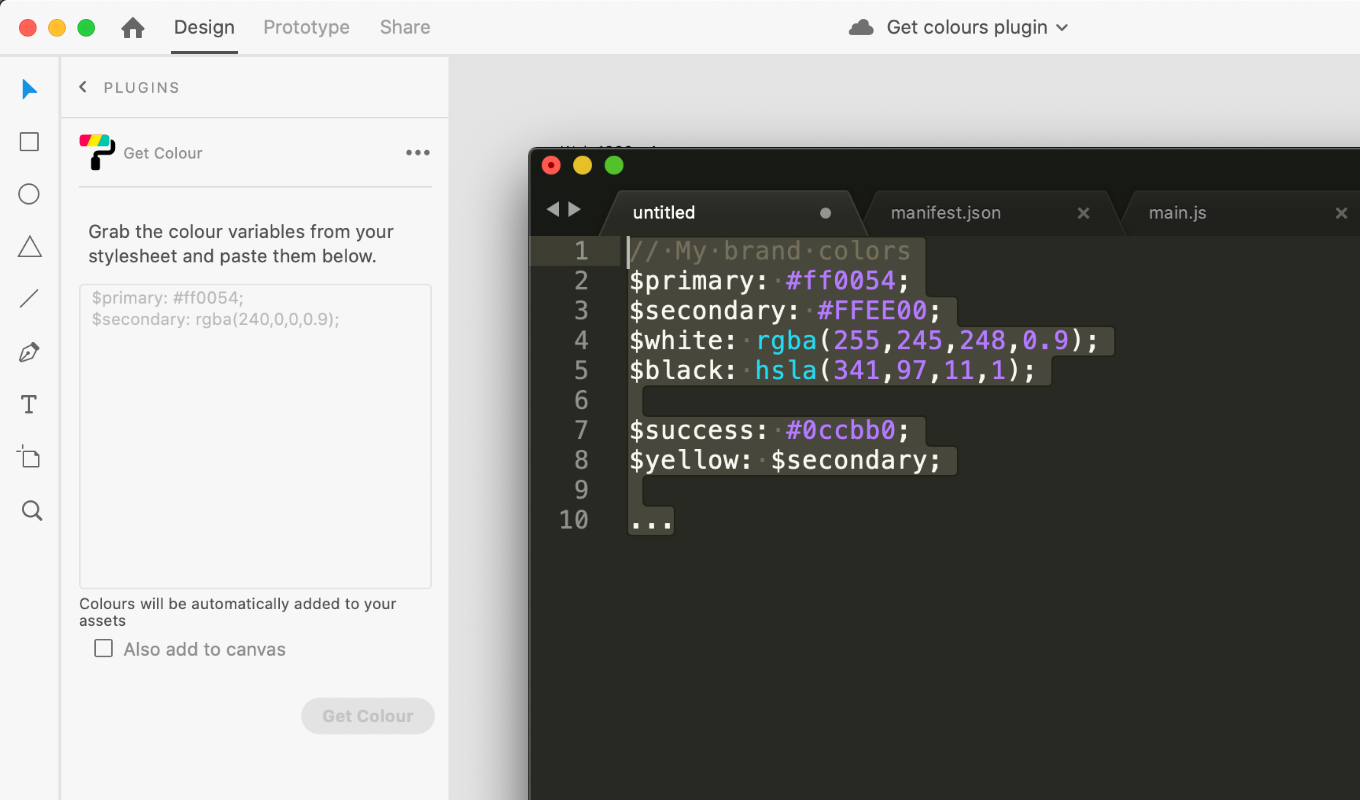 Design Prototype Share
Get colours plugin
PLUGINS
Get Colour
Grab the colour variables from your
stylesheet and paste them below.
$primary: #ff0054;
$secondary: rgba(240,0,0,0.9);
Colours will be automatically added to your
assets
Also add to canvas
Get Colour
untitled manifest.json main.js
1 //·My·brand·colors
2 $primary:·#ff0054;
3 $secondary:·#FFEE00;
4 $white:·rgba(255,245,248,0.9);
5 $black:·hsla(341,97,11,1);
6
7 $success:·#0ccbb0;
8 $yellow:·$secondary;
9
10 ...